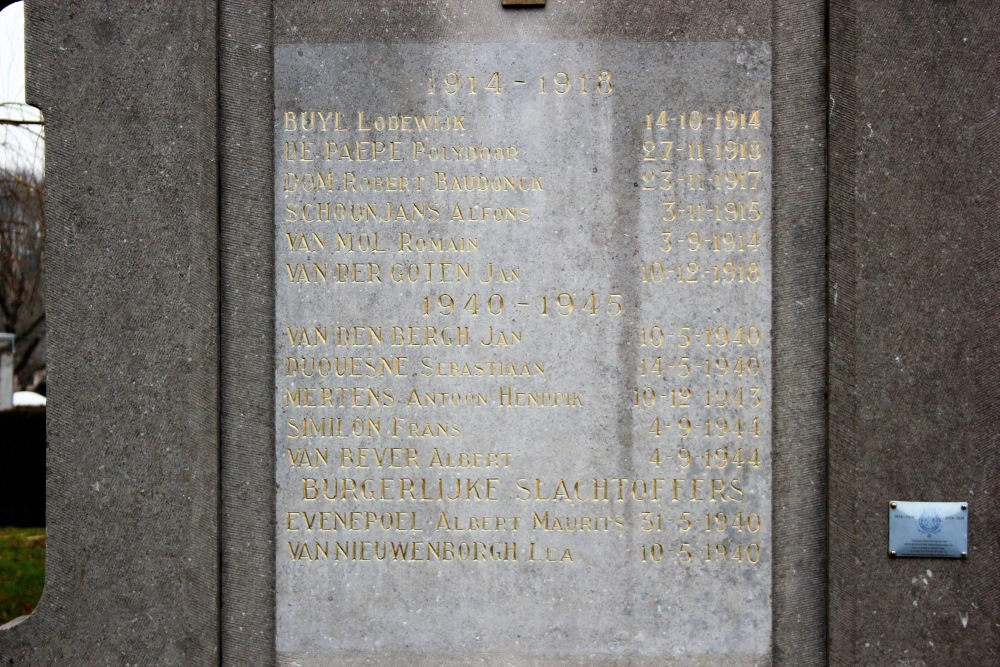 1914-1918
BUYL LODEWIJK 14-10-1914
DE PAEPE POLYDOOR 27-11-1918
DOM ROBERT BAUDONCK 23-11-1917
SCHOONJANS ALFONS 3-11-1915
VAN MOL ROMAIN 3-9-1914
VAN DER GOTEN JAN 10-12-1918
1940-1945
VAN DEN BERGH JAN 10-5-1940
DUQUESNE SEBASTIAAN 14-5-1940
MERTENS ANTOON HENDRIK 10-12-1943
SIMILON FRANS 4-9-1944
VAN BEVER ALBERT 4-9-1944
BURGERLIJKE SLACHTOFFERS
EVENEPOEL ALBERT MAURITS 31-5-1940
VAN NIEUWENBORGH LEA 10-5-1940